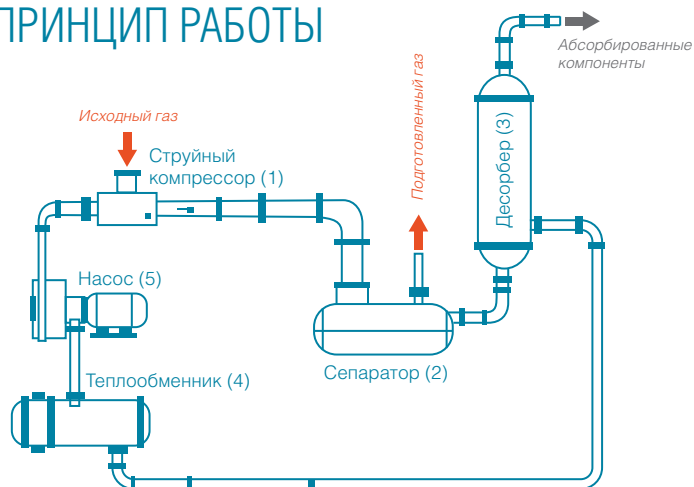 ПРИНЦИП РАБОТЫ
Абсорбированные
компоненты
Исходный газ
Подготовленный газ
Струйный
компрессор (1)
Десорбер (3)
Насос (5)
Теплообменник (4)
Сепаратор (2)